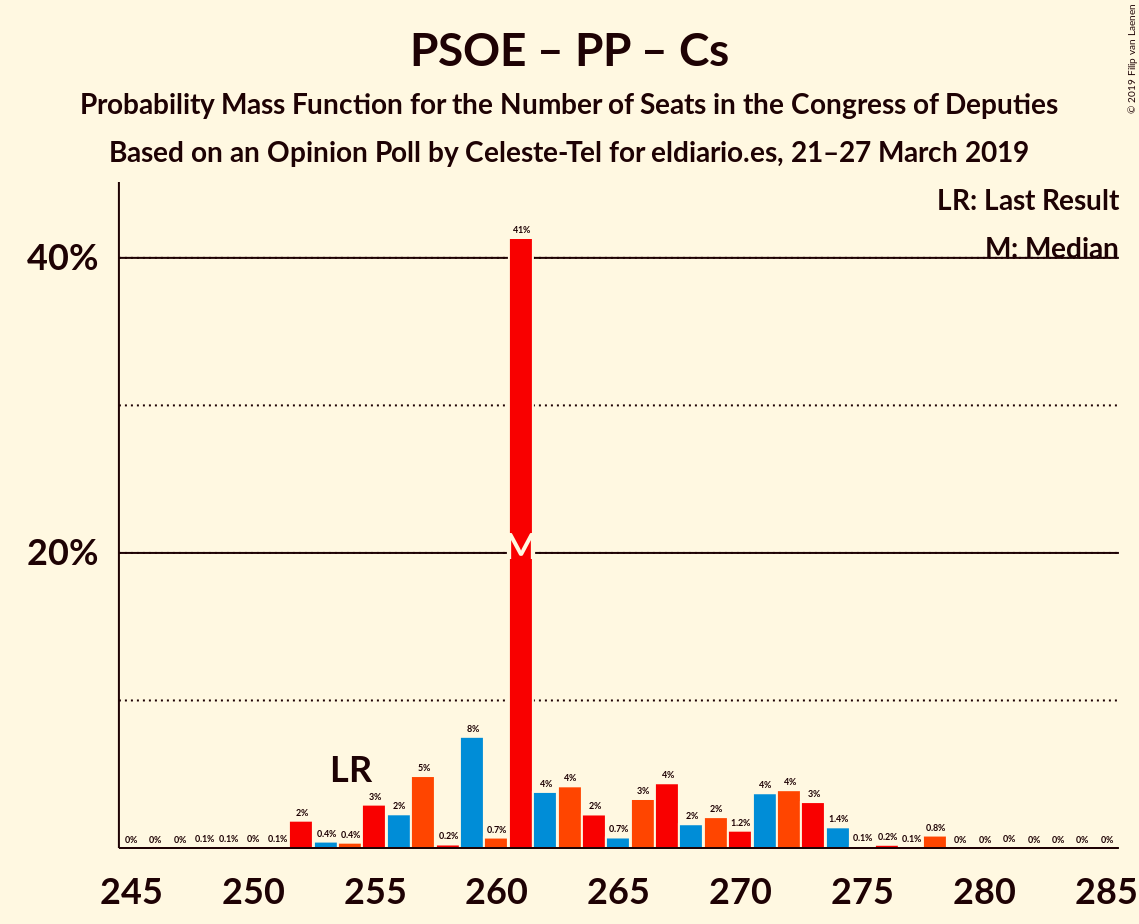 PSOE – PP – Cs
Probability Mass Function for the Number of Seats in the Congress of Deputies
Based on an Opinion Poll by Celeste-Tel for eldiario.es, 21–27 March 2019
© 2019 Filip van Laenen
LR: Last Result
M: Median
40%
20%
LR
M
0% 0% 0% 0.1% 0.1% 0% 0.1% 2% 0.4% 0.4% 3% 2% 5% 0.2% 8% 0.7% 41% 4% 4% 2% 0.7% 3% 4% 2% 2% 1.2% 4% 4% 3% 1.4% 0.1% 0.2% 0.1% 0.8% 0% 0% 0% 0% 0% 0% 0%
245 250 255 260 265 270 275 280 285